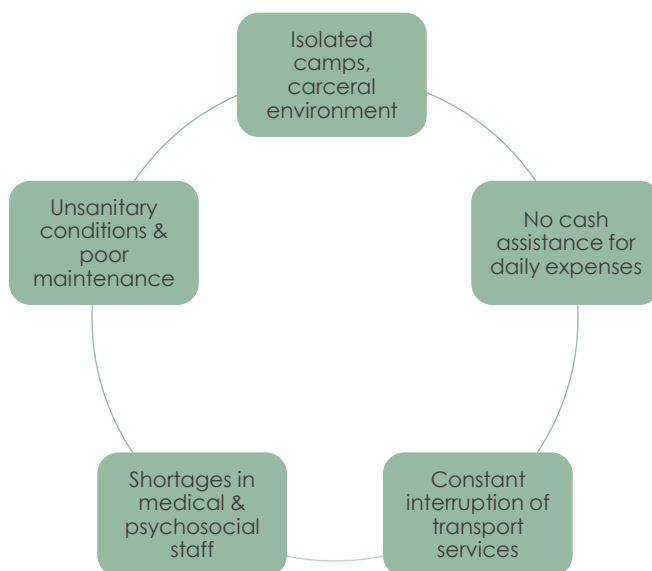 Isolated
camps,
carceral
environment
No cash
assistance for
daily expenses
Constant
interruption of
transport
services
Shortages in
medical &
psychosocial
staff
Unsanitary
conditions &
poor
maintenance